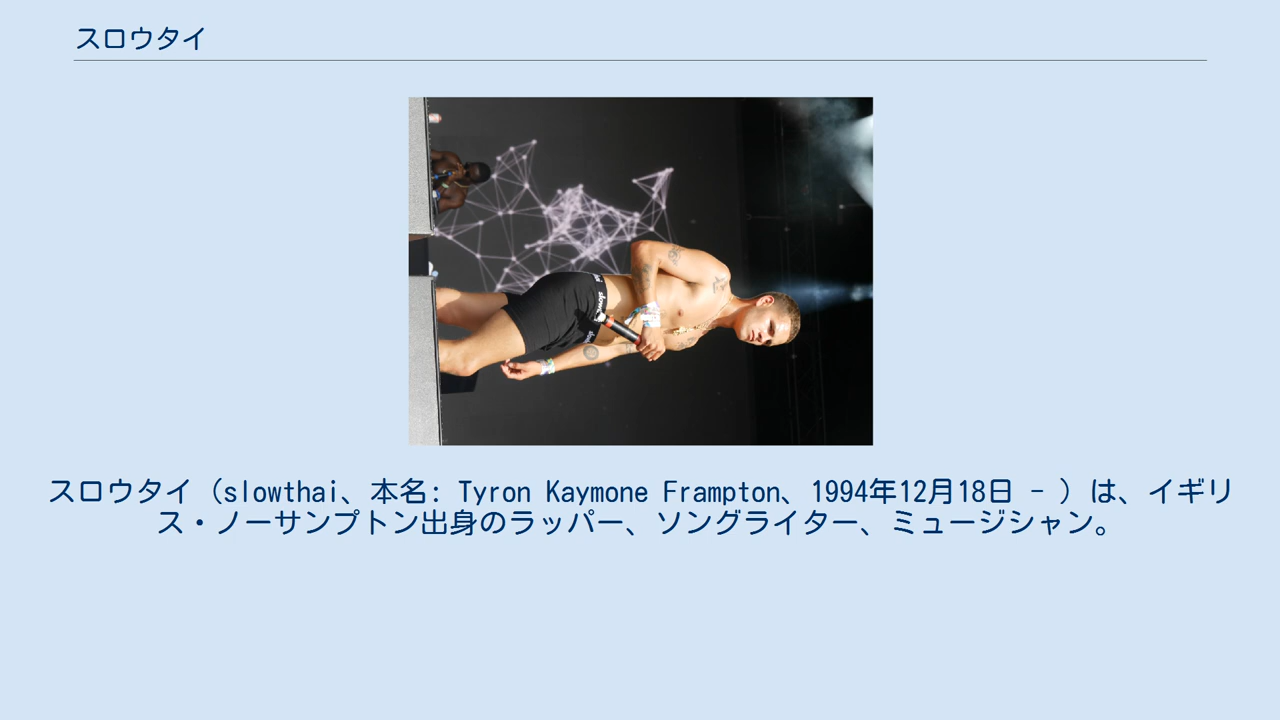 スロウタイ
スロウタイ（slowthai、本名: Tyron Kaymone Frampton、1994年12月18日 - ）は、イギリ
ス・ノーサンプトン出身のラッパー、ソングライター、ミュージシャン。